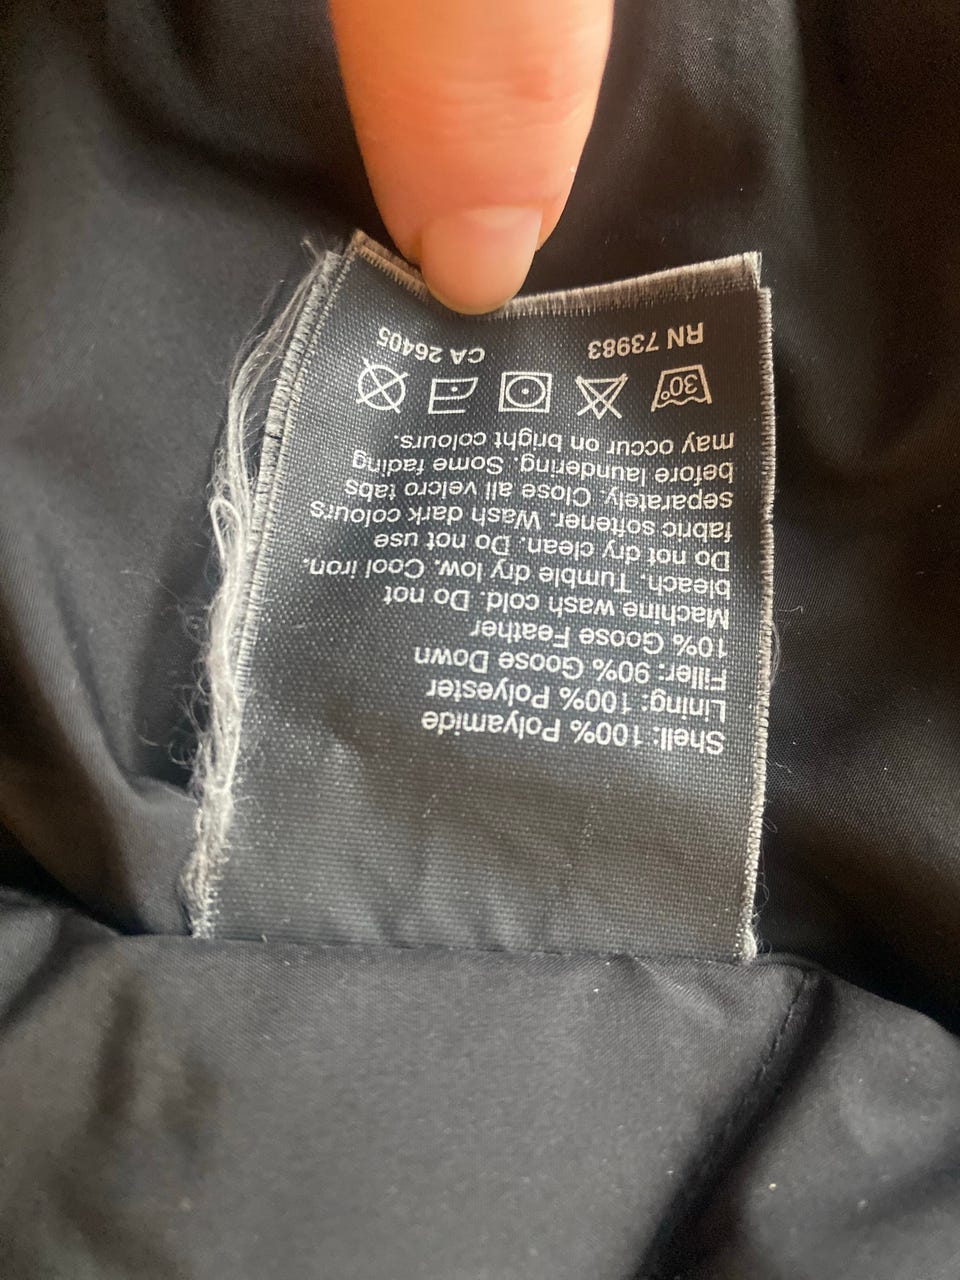 Shell: 100% Polyamide
Lining: 100% Polyester
Filler: 90% Goose Down
10% Goose Feather
Machine wash cold. Do not
bleach. Tumble dry low. Cool iron.
Do not dry clean. Do not use
fabric softener. Wash dark colours
separately. Close all velcro tabs
before laundering. Some fading
may occur on bright colours.
30°
RN 73983 CA 26405